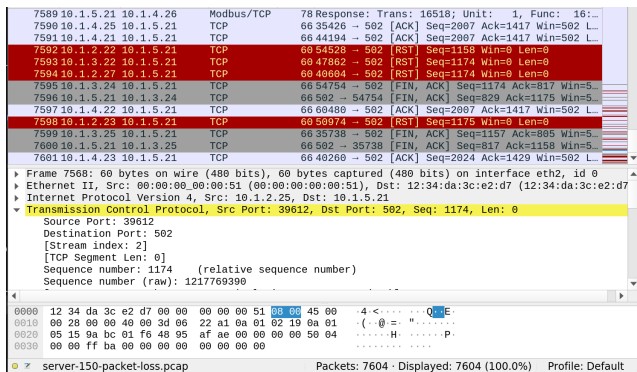 7589 10.1.5.21 10.1.4.26 Modbus/TCP 78 Response: Trans: 16518; Unit: 1, Func: 16:…
7590 10.1.4.25 10.1.5.21 TCP 66 35426 → 502 [ACK] Seq=2007 Ack=1417 Win=502 L…
7591 10.1.4.21 10.1.5.21 TCP 66 44194 → 502 [ACK] Seq=2007 Ack=1417 Win=502 L…
7592 10.1.2.22 10.1.5.21 TCP 60 54528 → 502 [RST] Seq=1158 Win=0 Len=0
7593 10.1.3.22 10.1.5.21 TCP 60 47862 → 502 [RST] Seq=1174 Win=0 Len=0
7594 10.1.2.27 10.1.5.21 TCP 60 40604 → 502 [RST] Seq=1174 Win=0 Len=0
7595 10.1.3.24 10.1.5.21 TCP 66 54754 → 502 [FIN, ACK] Seq=1174 Ack=817 Win=5…
7596 10.1.5.21 10.1.3.24 TCP 66 502 → 54754 [FIN, ACK] Seq=829 Ack=1175 Win=5…
7597 10.1.4.22 10.1.5.21 TCP 66 60480 → 502 [ACK] Seq=2007 Ack=1417 Win=502 L…
7598 10.1.2.23 10.1.5.21 TCP 60 50974 → 502 [RST] Seq=1175 Win=0 Len=0
7599 10.1.3.25 10.1.5.21 TCP 66 35738 → 502 [FIN, ACK] Seq=1157 Ack=805 Win=5…
7600 10.1.5.21 10.1.3.25 TCP 66 502 → 35738 [FIN, ACK] Seq=817 Ack=1158 Win=5…
7601 10.1.4.23 10.1.5.21 TCP 66 40260 → 502 [ACK] Seq=2024 Ack=1429 Win=502 L…
Frame 7568: 60 bytes on wire (480 bits), 60 bytes captured (480 bits) on interface eth2, id 0
Ethernet II, Src: 00:00:00_00:00:51 (00:00:00:00:00:51), Dst: 12:34:da:3c:e2:d7 (12:34:da:3c:e2:d7
Internet Protocol Version 4, Src: 10.1.2.25, Dst: 10.1.5.21
Transmission Control Protocol, Src Port: 39612, Dst Port: 502, Seq: 1174, Len: 0
Source Port: 39612
Destination Port: 502
[Stream index: 2]
[TCP Segment Len: 0]
Sequence number: 1174 (relative sequence number)
Sequence number (raw): 1217769390
0000 12 34 da 3c e2 d7 00 00 00 00 00 51 08 00 45 00 ·4·<···· ···Q··E·
0010 00 28 00 00 40 00 3d 06 22 a1 0a 01 02 19 0a 01 ·(··@·=· "·······
0020 05 15 9a bc 01 f6 48 95 af ae 00 00 00 00 50 04 ······H· ······P·
0030 00 00 ff ba 00 00 00 00 00 00 00 00 ········ ····
server-150-packet-loss.pcap Packets: 7604 · Displayed: 7604 (100.0%) Profile: Default